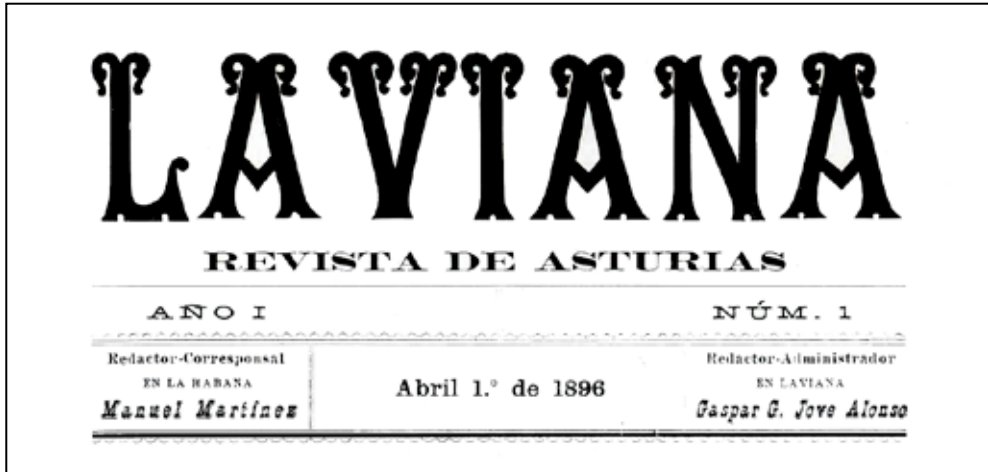 LAVIANA
REVISTA DE ASTURIAS
AÑO I
NÚM. 1
Redactor-Corresponsal
EN LA HABANA
Manuel Martínez
Abril 1.º de 1896
Redactor-Administrador
EN LAVIANA
Gaspar G. Jove Alonso